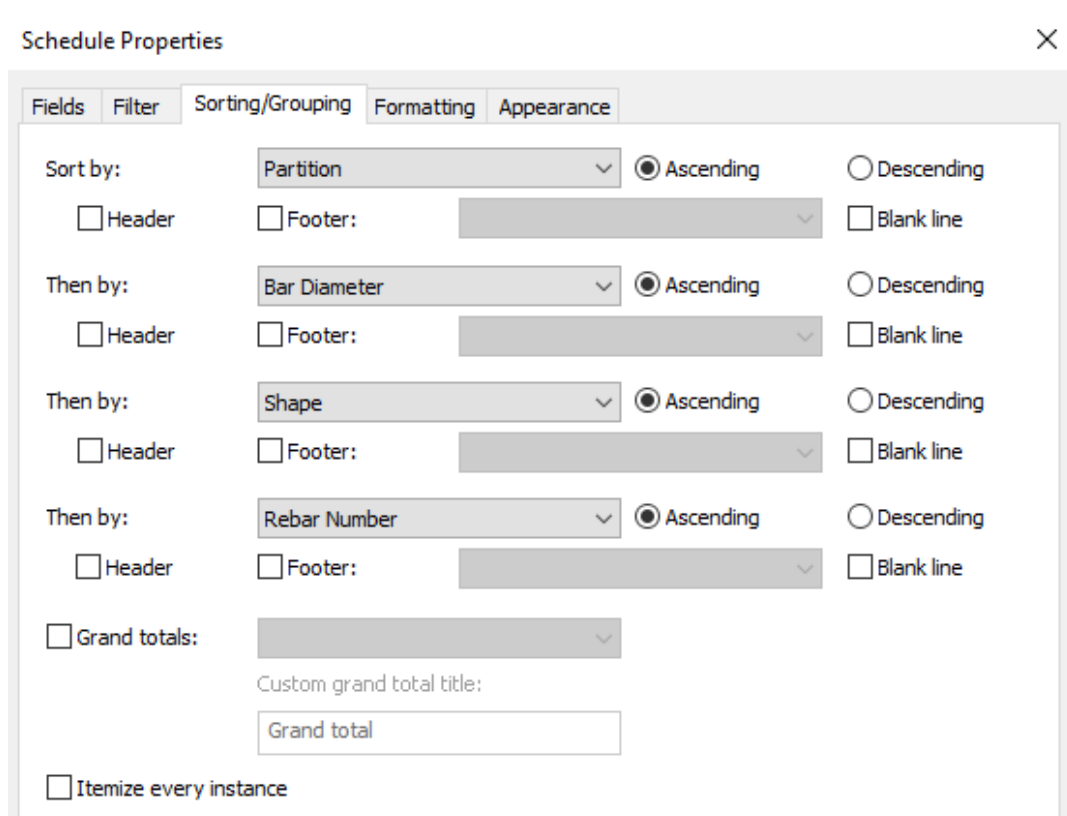 Schedule Properties
Fields Filter Sorting/Grouping Formatting Appearance
Sort by: Partition Ascending Descending
Header Footer: Blank line
Then by: Bar Diameter Ascending Descending
Header Footer: Blank line
Then by: Shape Ascending Descending
Header Footer: Blank line
Then by: Rebar Number Ascending Descending
Header Footer: Blank line
Grand totals:
Custom grand total title:
Grand total
Itemize every instance